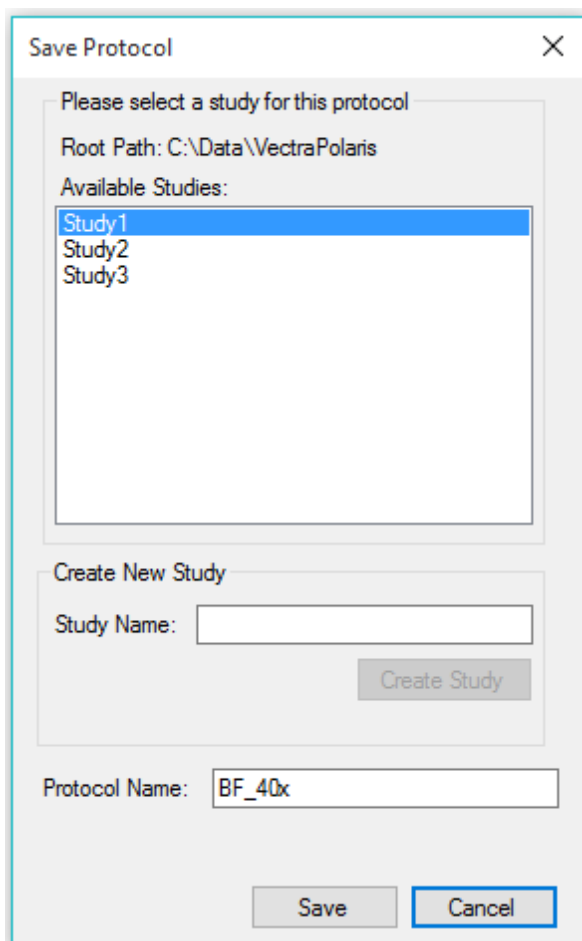 Save Protocol
Please select a study for this protocol
Root Path: C:\Data\VectraPolaris
Available Studies:
Study1
Study2
Study3
Create New Study
Study Name:
Create Study
Protocol Name: BF_40x
Save Cancel